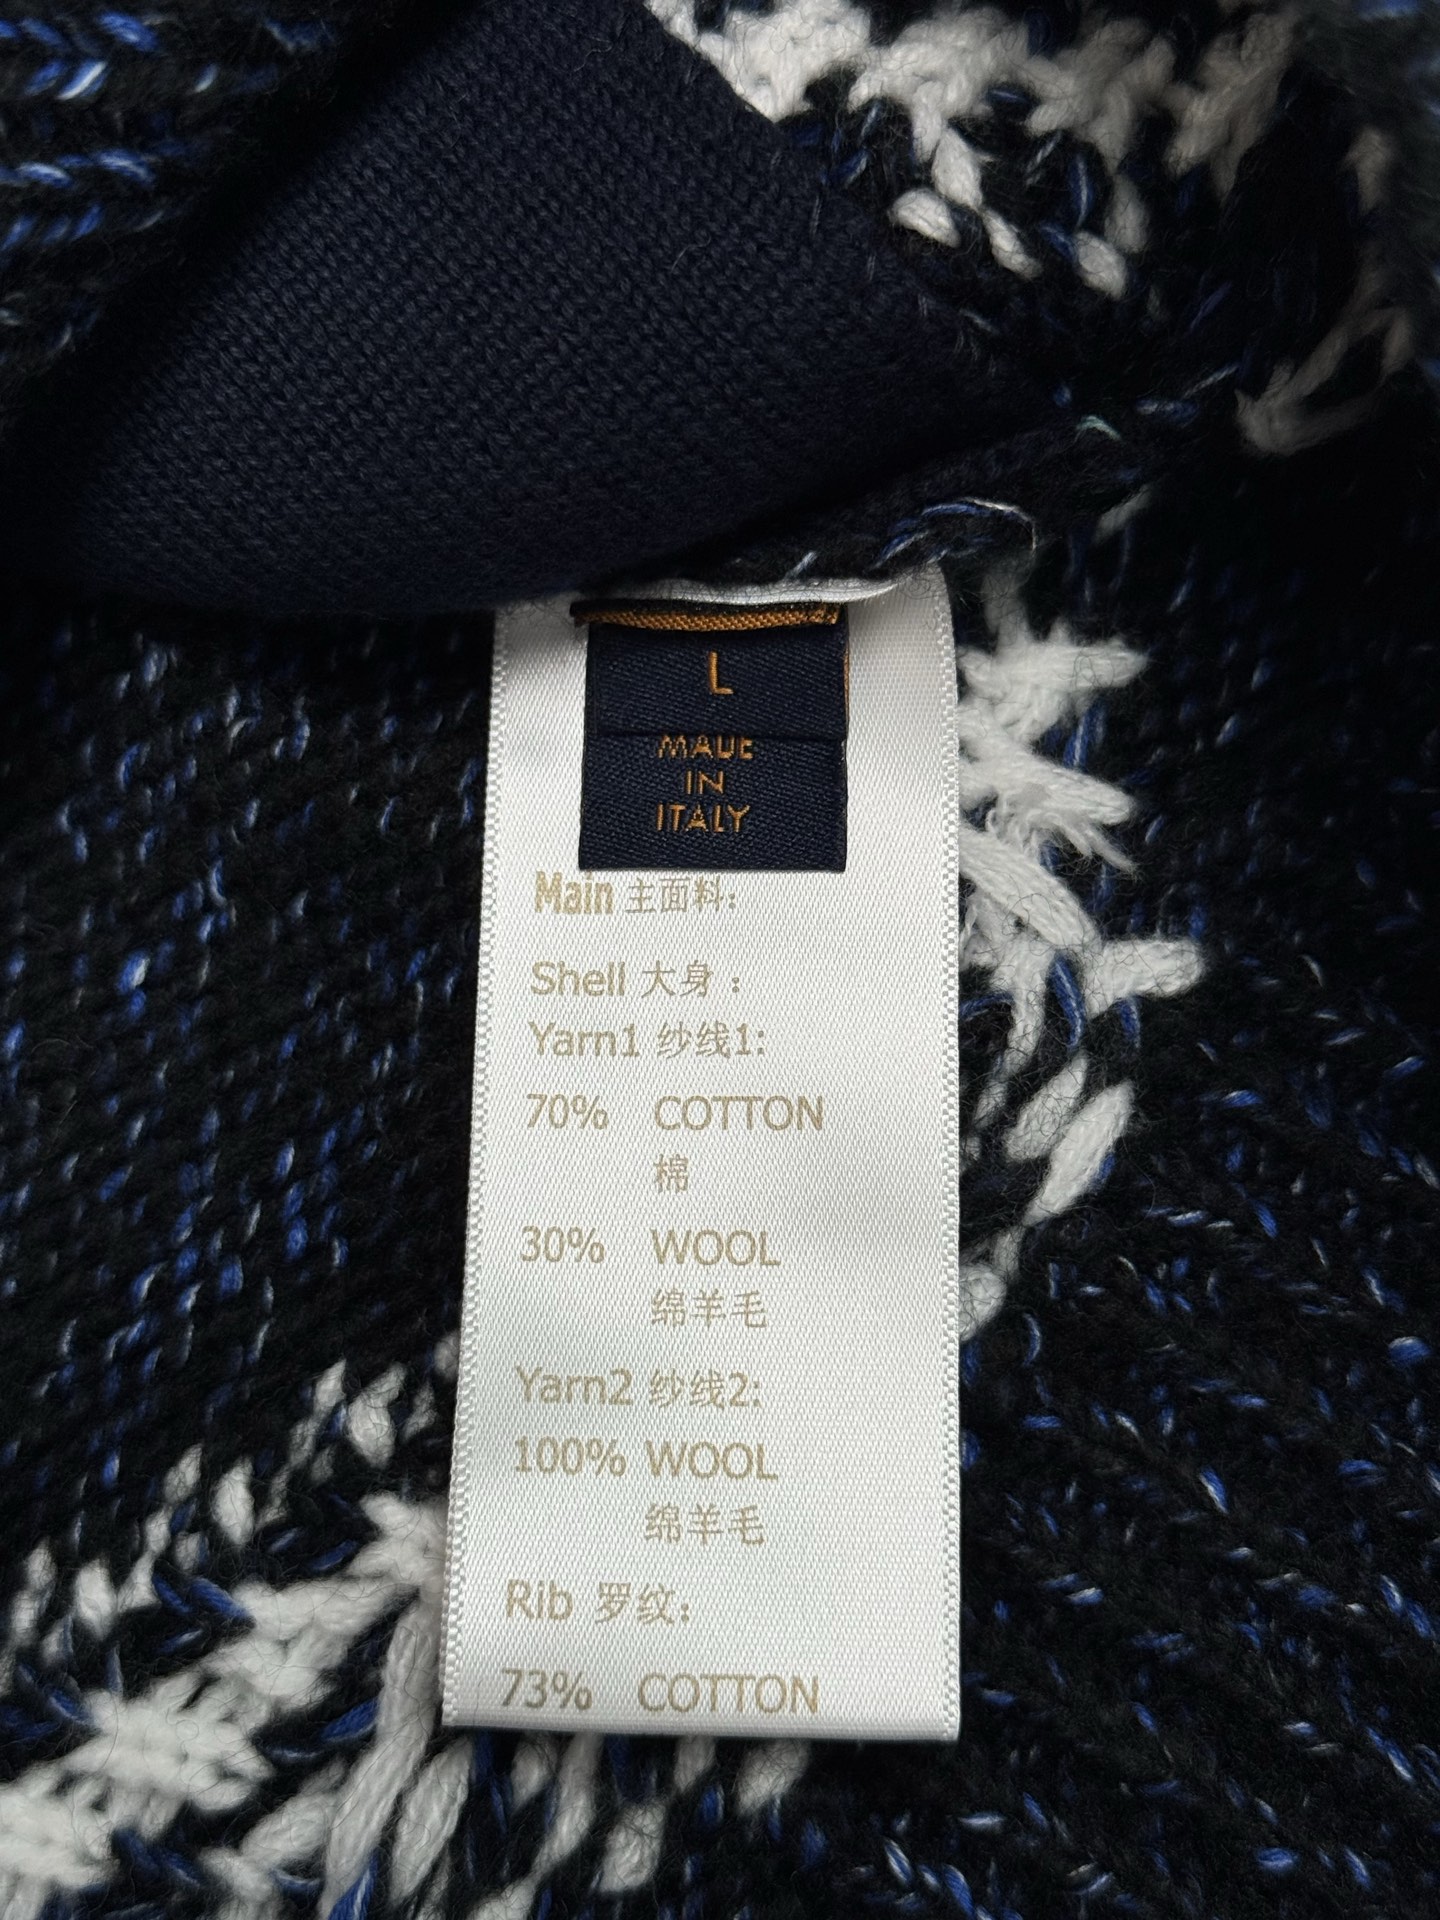 L
MADE
IN
ITALY
Main 主面料:
Shell 大身：
Yarn1 纱线1:
70% COTTON
棉
30% WOOL
绵羊毛
Yarn2 纱线2:
100% WOOL
绵羊毛
Rib 罗纹:
73% COTTON